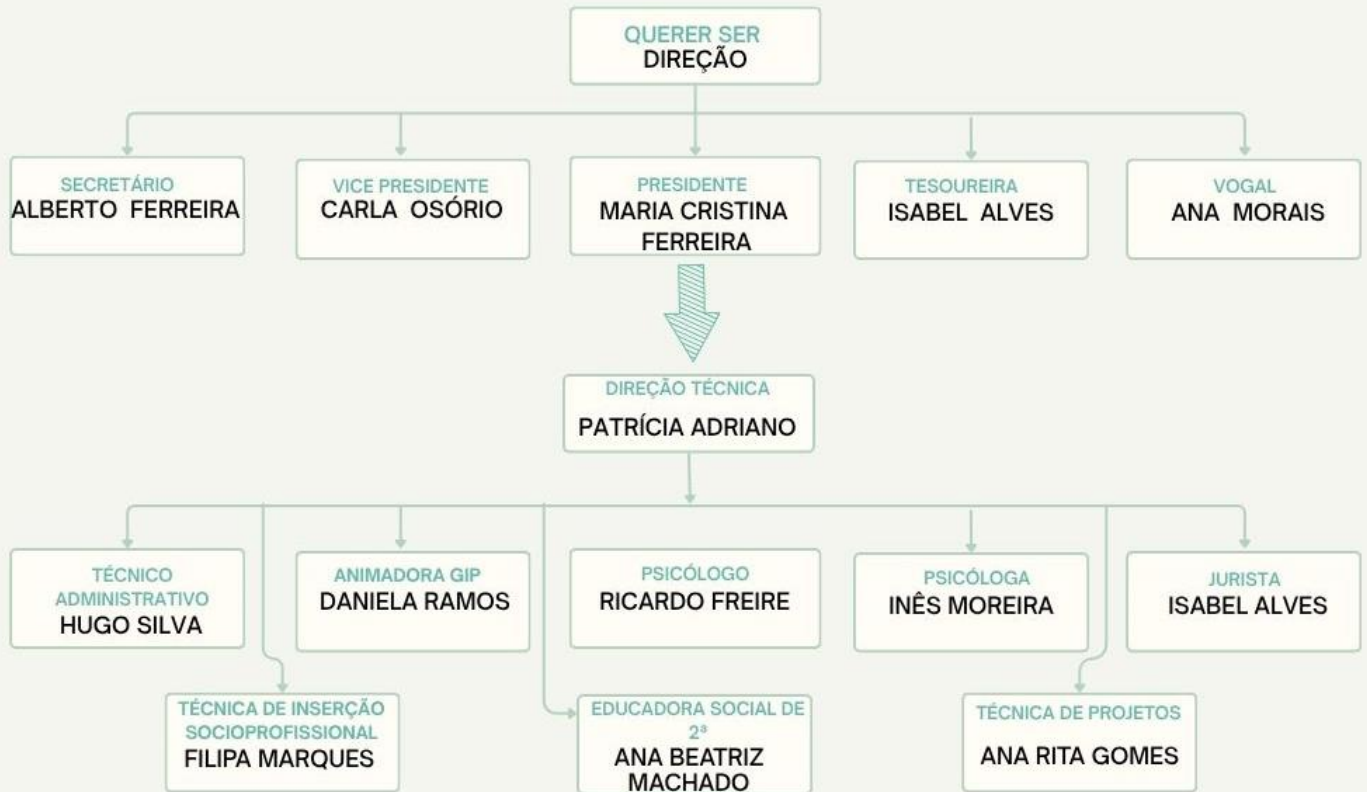 QUERER SER
DIREÇÃO
SECRETÁRIO
ALBERTO FERREIRA
VICE PRESIDENTE
CARLA OSÓRIO
PRESIDENTE
MARIA CRISTINA
FERREIRA
TESOUREIRA
ISABEL ALVES
VOGAL
ANA MORAIS
DIREÇÃO TÉCNICA
PATRÍCIA ADRIANO
TÉCNICO
ADMINISTRATIVO
HUGO SILVA
ANIMADORA GIP
DANIELA RAMOS
PSICÓLOGO
RICARDO FREIRE
PSICÓLOGA
INÊS MOREIRA
JURISTA
ISABEL ALVES
TÉCNICA DE INSERÇÃO
SOCIOPROFISSIONAL
FILIPA MARQUES
EDUCADORA SOCIAL DE
2ª
ANA BEATRIZ
MACHADO
TÉCNICA DE PROJETOS
ANA RITA GOMES